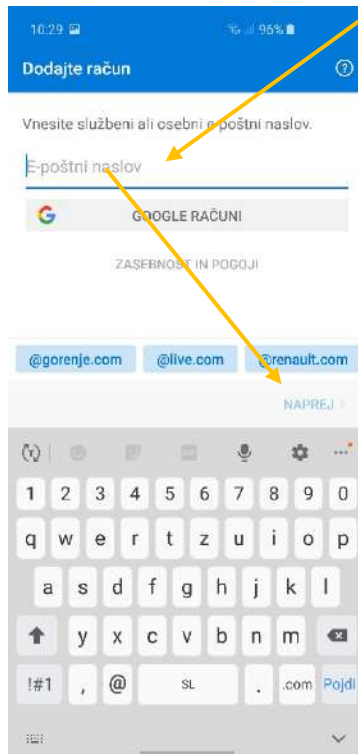 10:29 96%
Dodajte račun
Vnesite službeni ali osebni e-poštni naslov.
E-poštni naslov
G GOOGLE RAČUNI
ZASEBNOST IN POGOJI
@gorenje.com @live.com @renault.com
NAPREJ >
1 2 3 4 5 6 7 8 9 0
q w e r t z u i o p
a s d f g h j k l
y x c v b n m
!#1 , @ SL . .com Pojdi